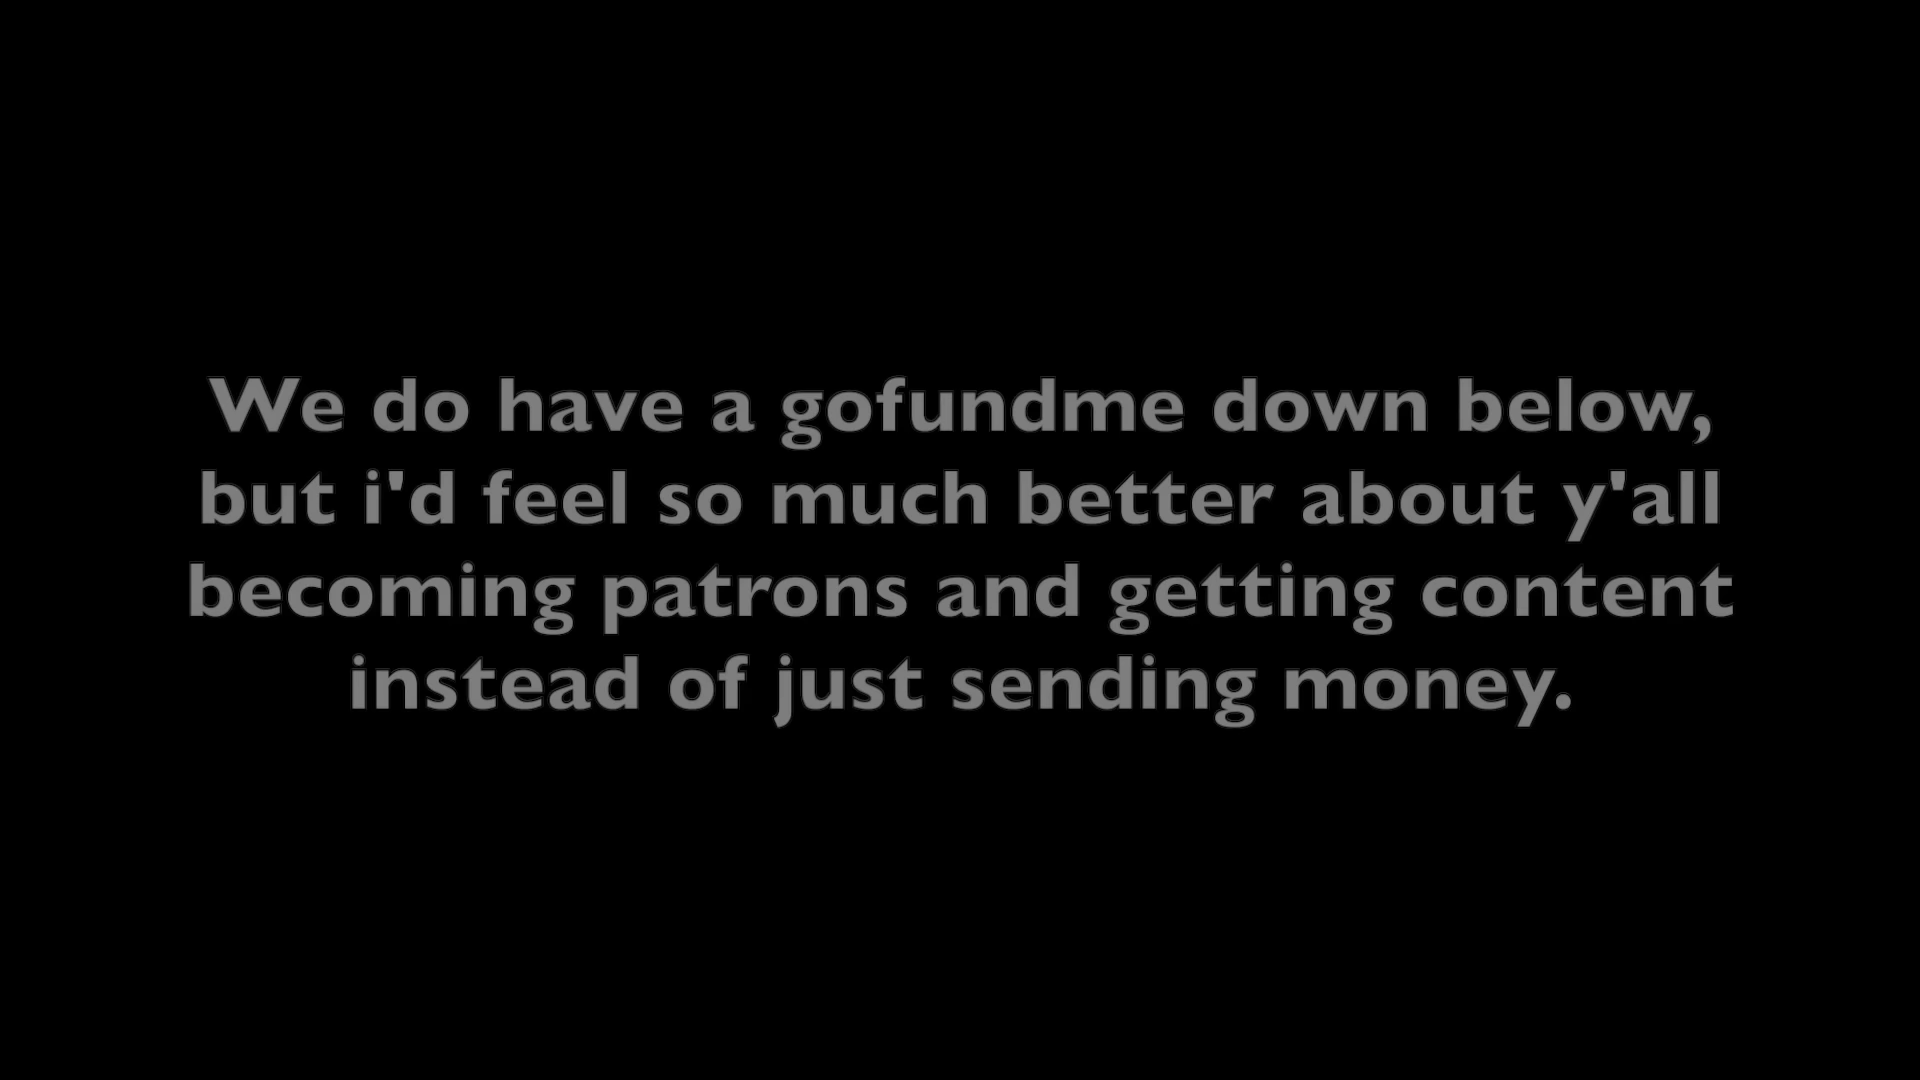 We do have a gofundme down below,
but i'd feel so much better about y'all
becoming patrons and getting content
instead of just sending money.